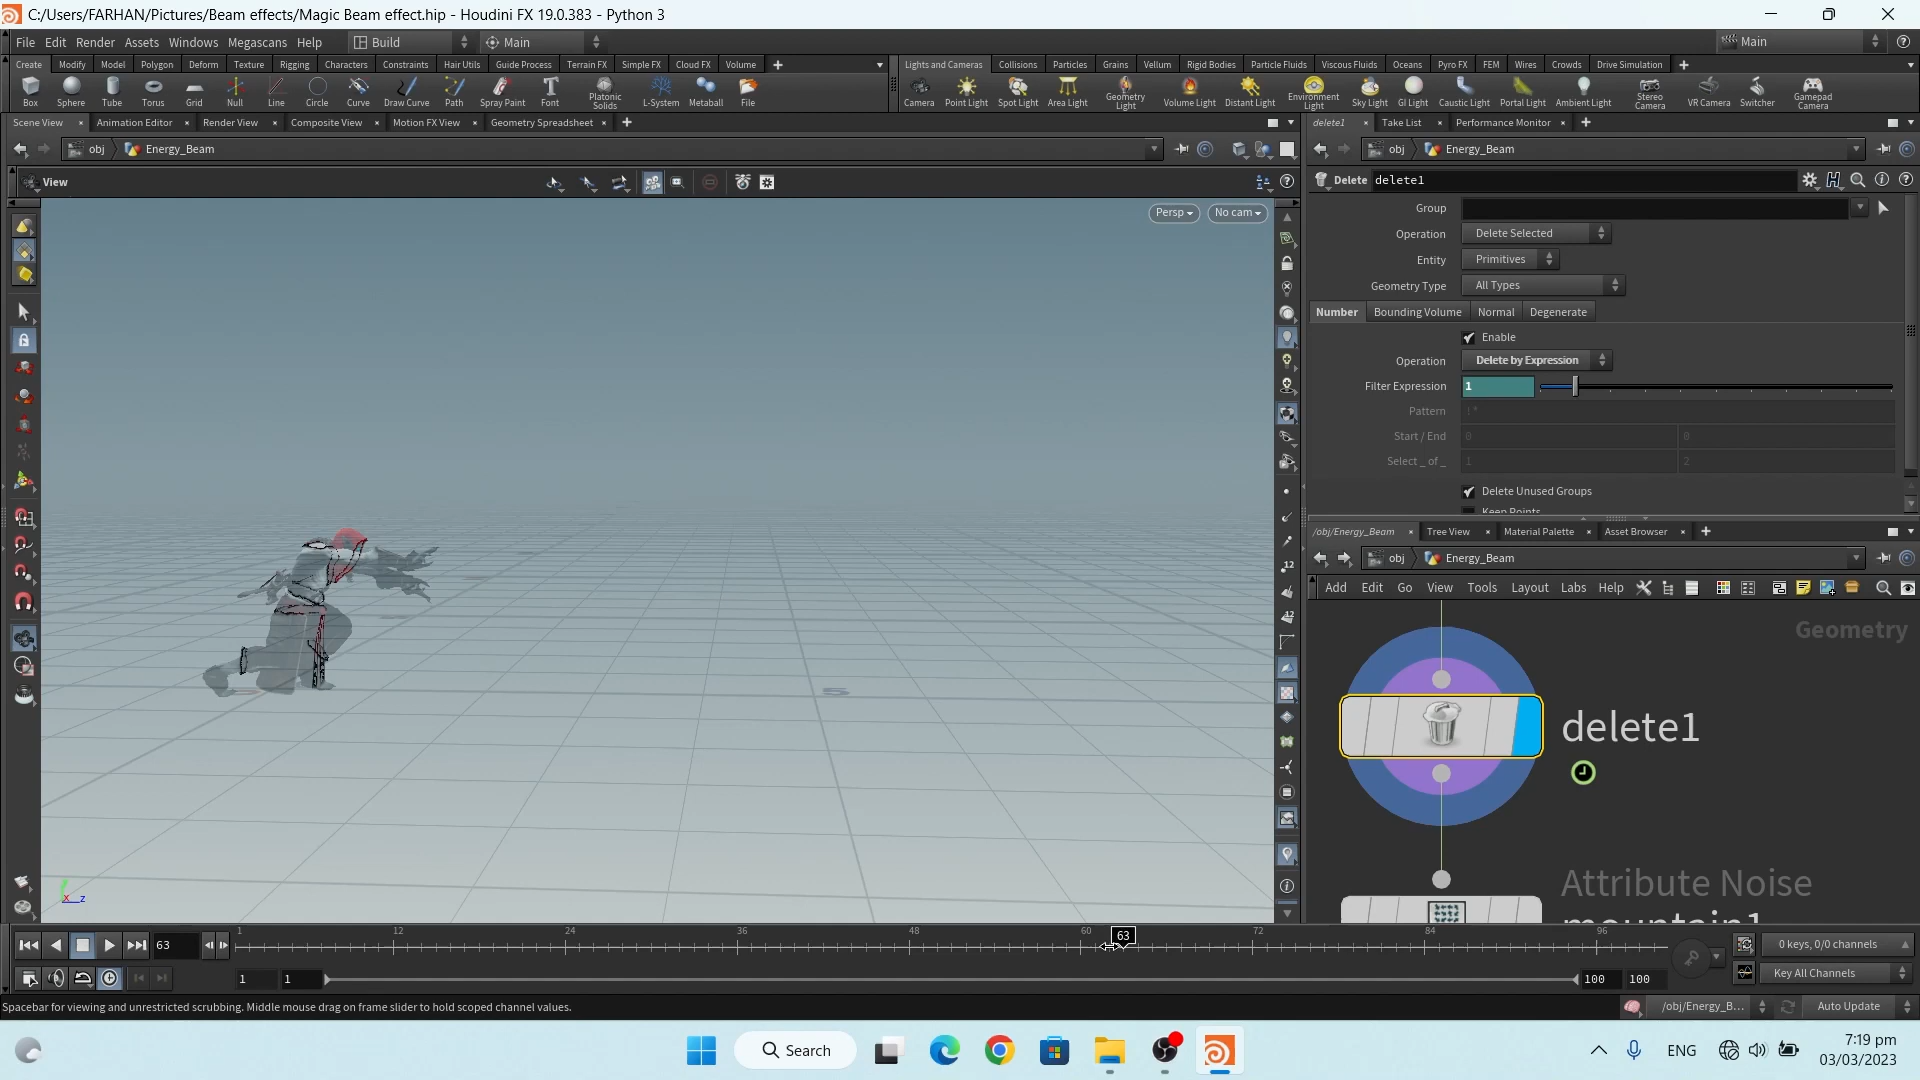 C:/Users/FARHAN/Pictures/Beam effects/Magic Beam effect.hip - Houdini FX 19.0.383 - Python 3
File Edit Render Assets Windows Megascans Help Build Main Main
Create Modify Model Polygon Deform Texture Rigging Characters Constraints Hair Utils Guide Process Terrain FX Simple FX Cloud FX Volume
Lights and Cameras Collisions Particles Grains Vellum Rigid Bodies Particle Fluids Viscous Fluids Oceans Pyro FX FEM Wires Crowds Drive Simulation
Box Sphere Tube Torus Grid Null Line Circle Curve Draw Curve Path Spray Paint Font Platonic Solids L-System Metaball File
Camera Point Light Spot Light Area Light Geometry Light Volume Light Distant Light Environment Light Sky Light GI Light Caustic Light Portal Light Ambient Light Stereo Camera VR Camera Switcher Gamepad Camera
Scene View Animation Editor Render View Composite View Motion FX View Geometry Spreadsheet
obj Energy_Beam
View
Persp No cam
delete1 Take List Performance Monitor
obj Energy_Beam
Delete delete1
Group
Operation Delete Selected
Entity Primitives
Geometry Type All Types
Number Bounding Volume Normal Degenerate
Enable
Operation Delete by Expression
Filter Expression 1
Pattern 1*
Start / End 0 0
Select _ of _ 1 2
Delete Unused Groups
Keep Points
/obj/Energy_Beam Tree View Material Palette Asset Browser
obj Energy_Beam
Add Edit Go View Tools Layout Labs Help
Geometry
delete1
Attribute Noise
mountain1
5
x z
63 1 12 24 36 48 60 63 72 84 96
0 keys, 0/0 channels
1 1 100 100
Key All Channels
Spacebar for viewing and unrestricted scrubbing. Middle mouse drag on frame slider to hold scoped channel values.
/obj/Energy_B... Auto Update
Search
ENG
7:19 pm
03/03/2023